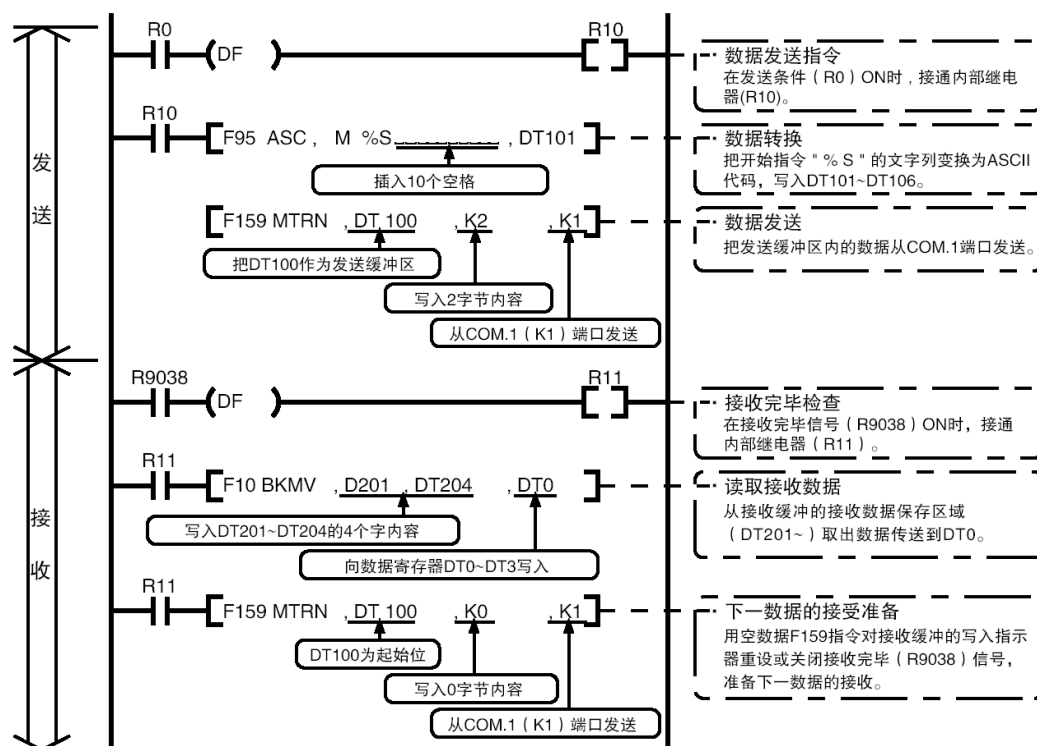 R0
DF
R10
数据发送指令
在发送条件（R0）ON时，接通内部继电
器(R10)。
R10
F95 ASC , M %S , DT101
插入10个空格
数据转换
把开始指令＂% S＂的文字列变换为ASCII
代码，写入DT101~DT106。
发
送
F159 MTRN , DT 100 , K2 , K1
把DT100作为发送缓冲区
写入2字节内容
从COM.1（K1）端口发送
数据发送
把发送缓冲区内的数据从COM.1端口发送。
R9038
DF
R11
接收完毕检查
在接收完毕信号（R9038）ON时，接通
内部继电器（R11）。
R11
F10 BKMV , D201 , DT204 , DT0
写入DT201~DT204的4个字内容
向数据寄存器DT0~DT3写入
读取接收数据
从接收缓冲的接收数据保存区域
（DT201~）取出数据传送到DT0。
接
收
R11
F159 MTRN , DT 100 , K0 , K1
DT100为起始位
写入0字节内容
从COM.1（K1）端口发送
下一数据的接受准备
用空数据F159指令对接收缓冲的写入指示
器重设或关闭接收完毕（R9038）信号，
准备下一数据的接收。